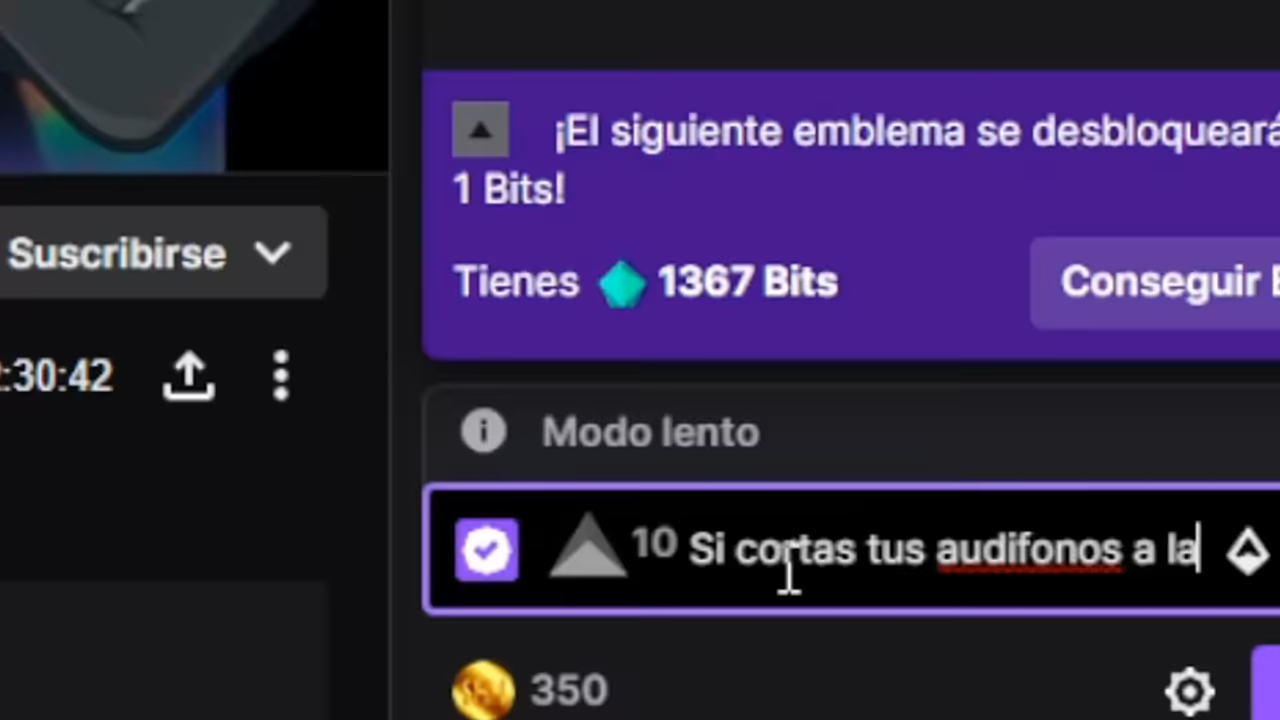 ¡El siguiente emblema se desbloqueará
1 Bits!
Suscribirse
Tienes 1367 Bits
Conseguir
:30:42
Modo lento
10 Si cortas tus audifonos a la
350